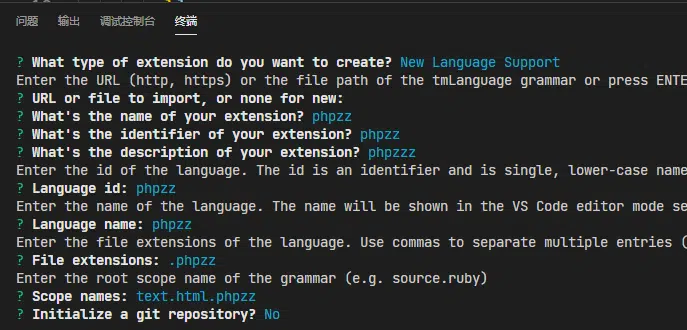 问题 输出 调试控制台 终端
? What type of extension do you want to create? New Language Support
Enter the URL (http, https) or the file path of the tmLanguage grammar or press ENTE
? URL or file to import, or none for new:
? What's the name of your extension? phpzz
? What's the identifier of your extension? phpzz
? What's the description of your extension? phpzzz
Enter the id of the language. The id is an identifier and is single, lower-case name
? Language id: phpzz
Enter the name of the language. The name will be shown in the VS Code editor mode se
? Language name: phpzz
Enter the file extensions of the language. Use commas to separate multiple entries (
? File extensions: .phpzz
Enter the root scope name of the grammar (e.g. source.ruby)
? Scope names: text.html.phpzz
? Initialize a git repository? No